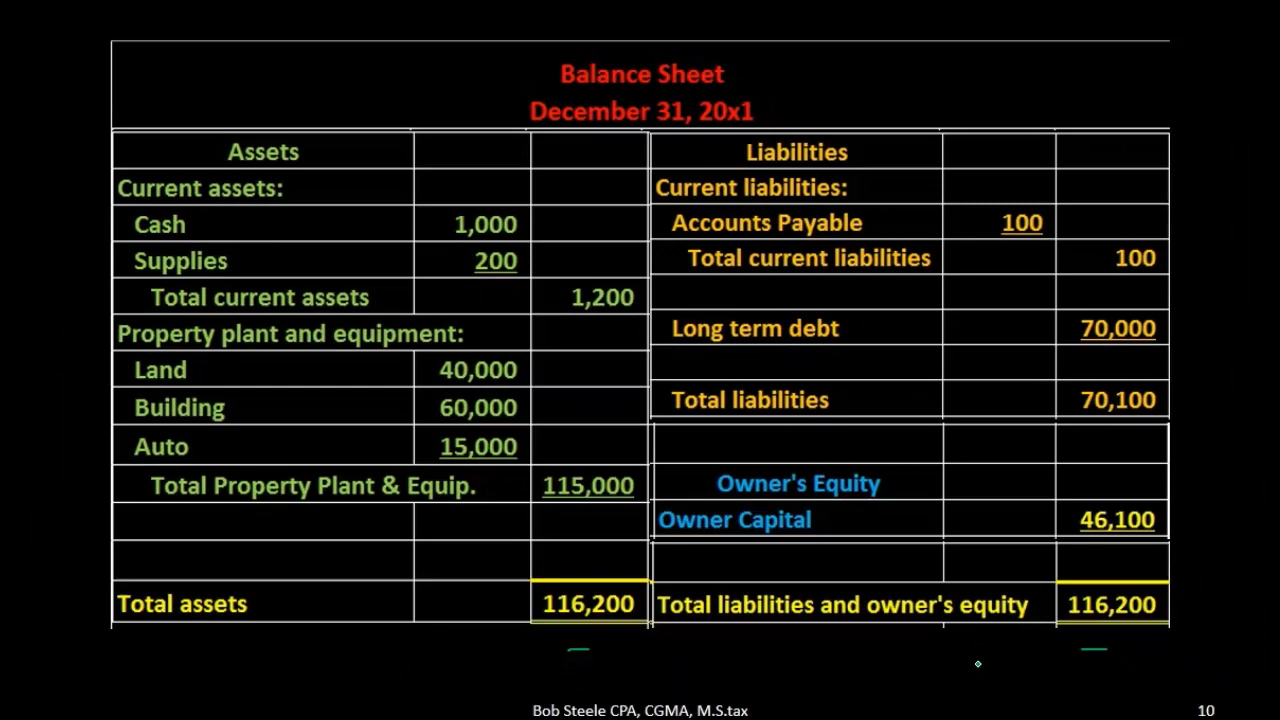 Balance Sheet
December 31, 20x1
Assets
Current assets:
Cash 1,000
Supplies 200
Total current assets 1,200
Property plant and equipment:
Land 40,000
Building 60,000
Auto 15,000
Total Property Plant & Equip. 115,000
Total assets 116,200
Liabilities
Current liabilities:
Accounts Payable 100
Total current liabilities 100
Long term debt 70,000
Total liabilities 70,100
Owner's Equity
Owner Capital 46,100
Total liabilities and owner's equity 116,200
Bob Steele CPA, CGMA, M.S.tax
10